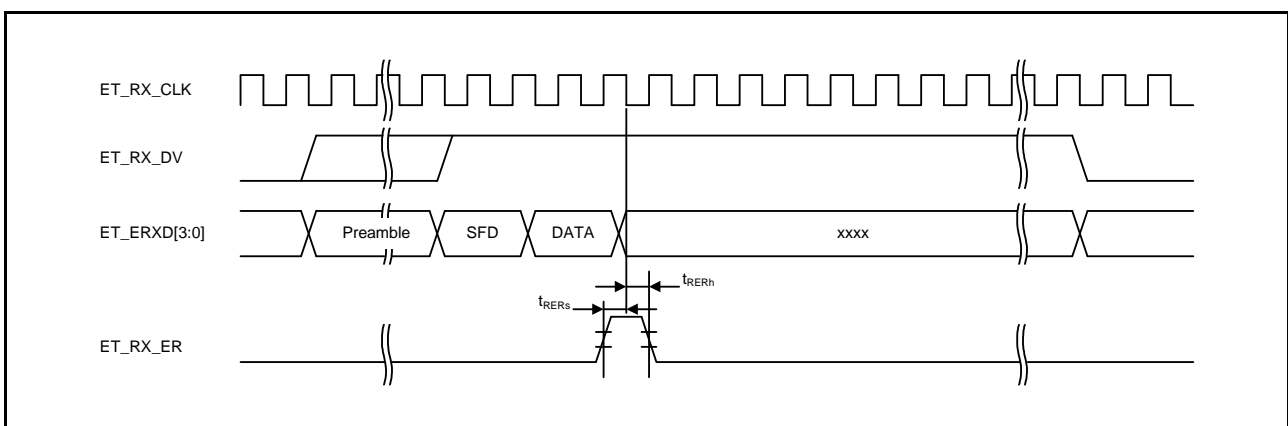 ET_RX_CLK
ET_RX_DV
ET_ERXD[3:0]
Preamble
SFD
DATA
xxxx
tRERh
tRERs
ET_RX_ER